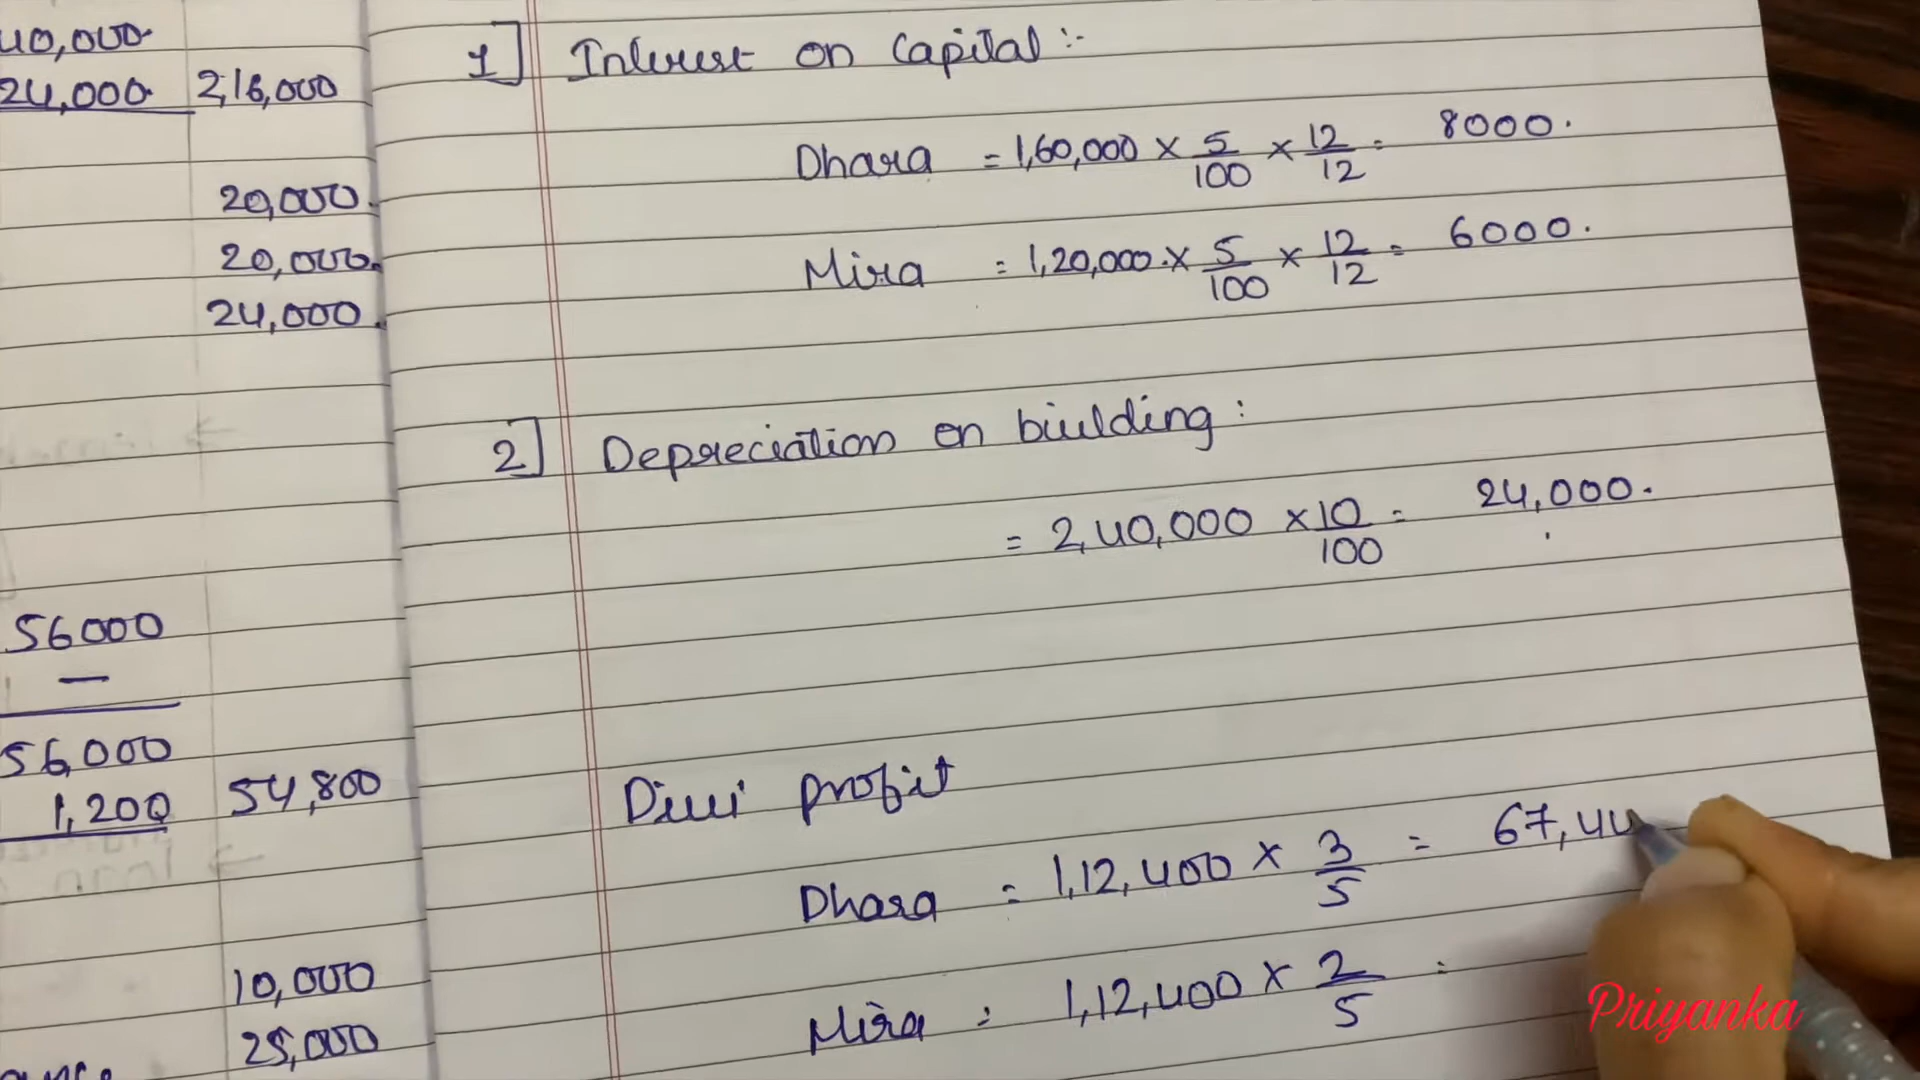 40,000
24,000 2,16,000
20,000.
20,000.
24,000.
56000
—
56,000
1,200 54,800
10,000
25,000
1] Interest on Capital :-
Dhara = 1,60,000 × 5/100 × 12/12 = 8000.
Mira = 1,20,000.× 5/100 × 12/12 = 6000.
2] Depreciation on building :
= 2,40,000 × 10/100 = 24,000.
profit
Dhara = 1,12,400 × 3/5 = 67,44
Mira = 1,12,400 × 2/5 =
Priyanka